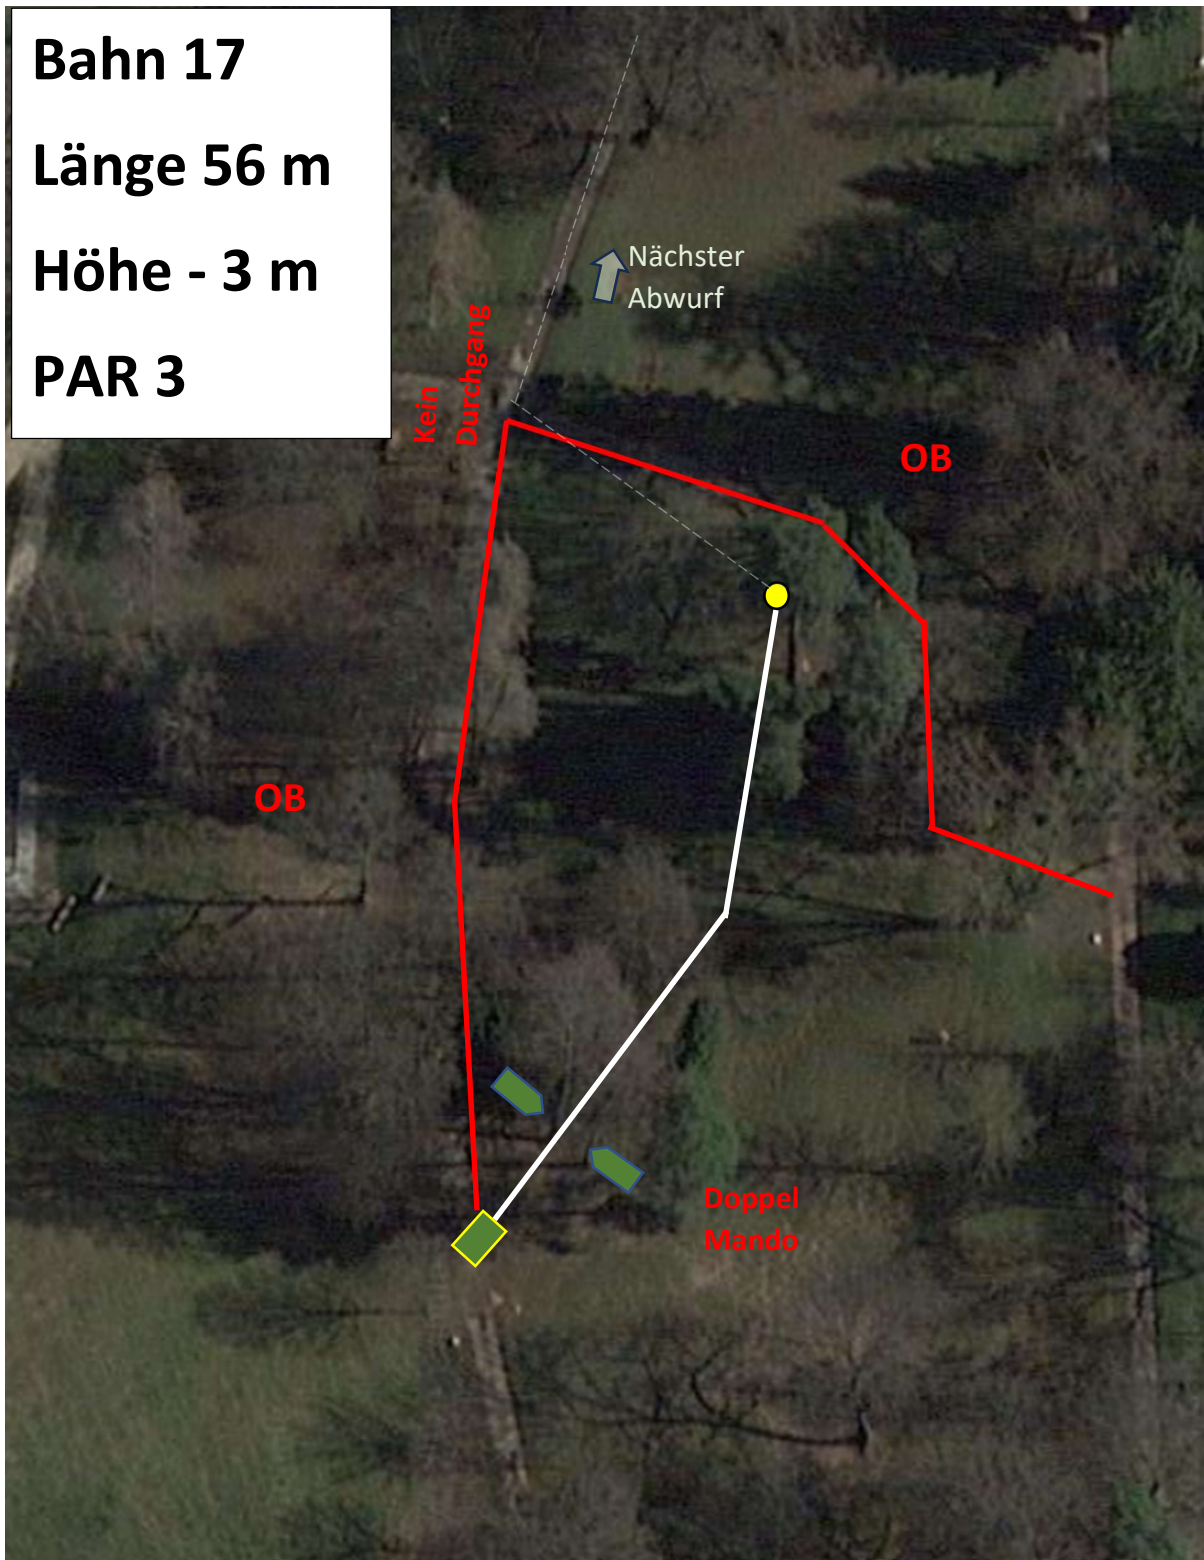 Bahn 17
Länge 56 m
Höhe - 3 m
PAR 3
Nächster
Abwurf
Kein
Durchgang
OB
OB
Doppel
Mando